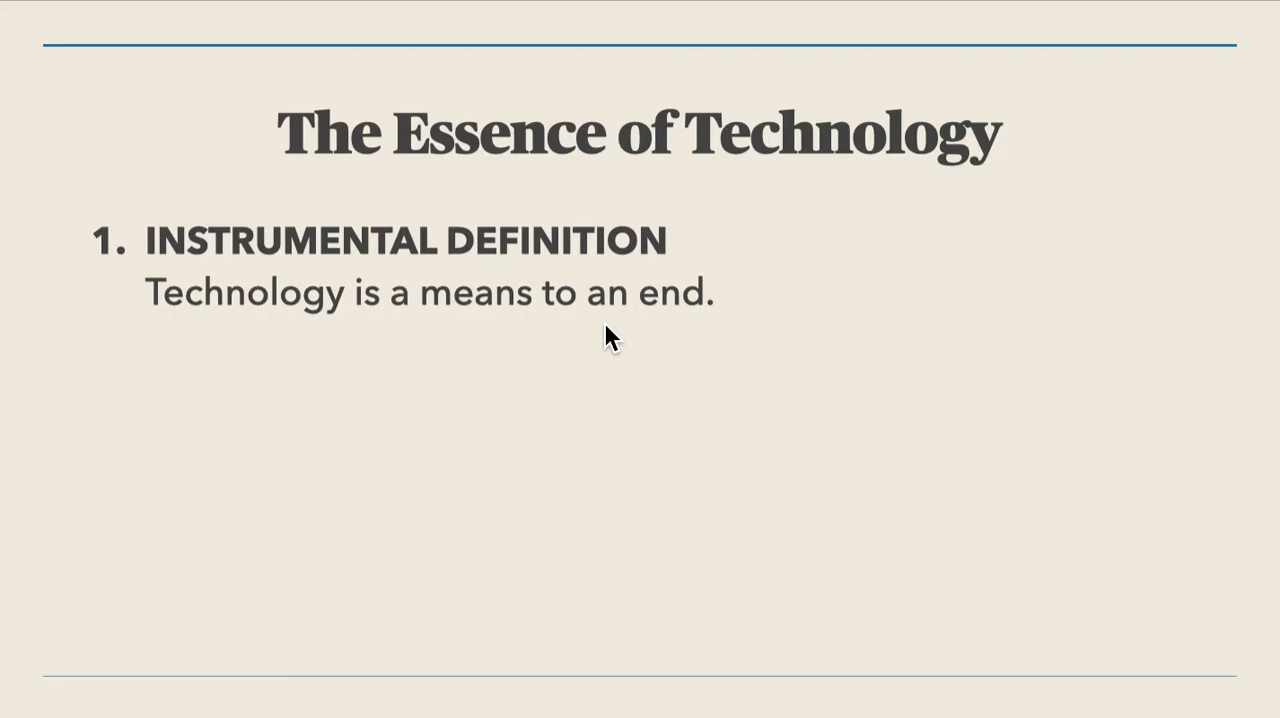 The Essence of Technology
1. INSTRUMENTAL DEFINITION
Technology is a means to an end.